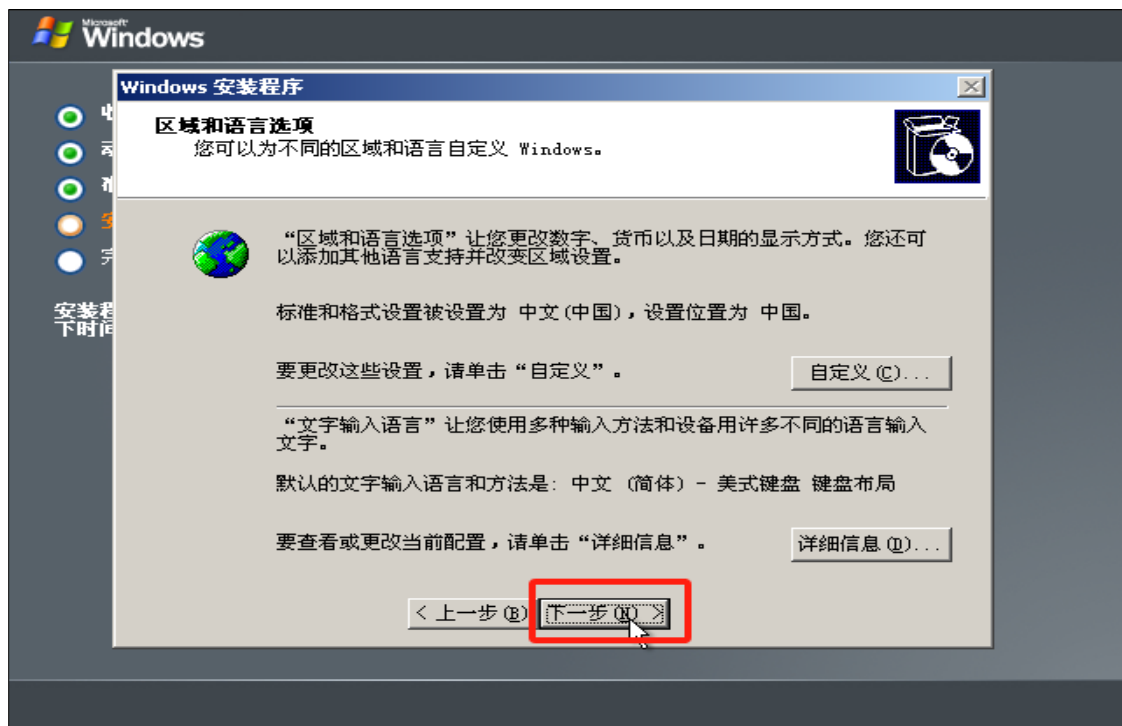 Microsoft
Windows
Windows 安装程序
区域和语言选项
您可以为不同的区域和语言自定义 Windows。
“区域和语言选项”让您更改数字、货币以及日期的显示方式。您还可
以添加其他语言支持并改变区域设置。
标准和格式设置被设置为 中文(中国)，设置位置为 中国。
要更改这些设置，请单击“自定义”。
自定义(C)...
“文字输入语言”让您使用多种输入方法和设备用许多不同的语言输入
文字。
默认的文字输入语言和方法是: 中文 (简体) - 美式键盘 键盘布局
要查看或更改当前配置，请单击“详细信息”。
详细信息(D)...
< 上一步(B)
下一步(N) >
安装程
下时间